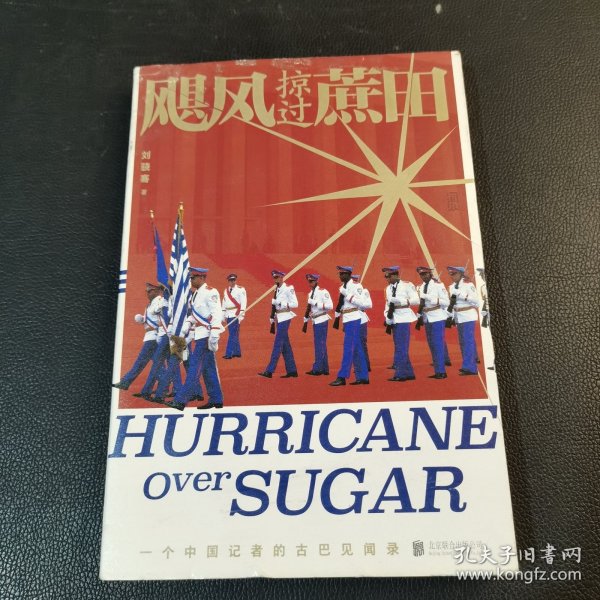 飓风掠过蔗田
刘骁骞 著
HURRICANE
over SUGAR
一个中国记者的古巴见闻录
北京联合出版公司
孔夫子旧书网
www.kongfz.com